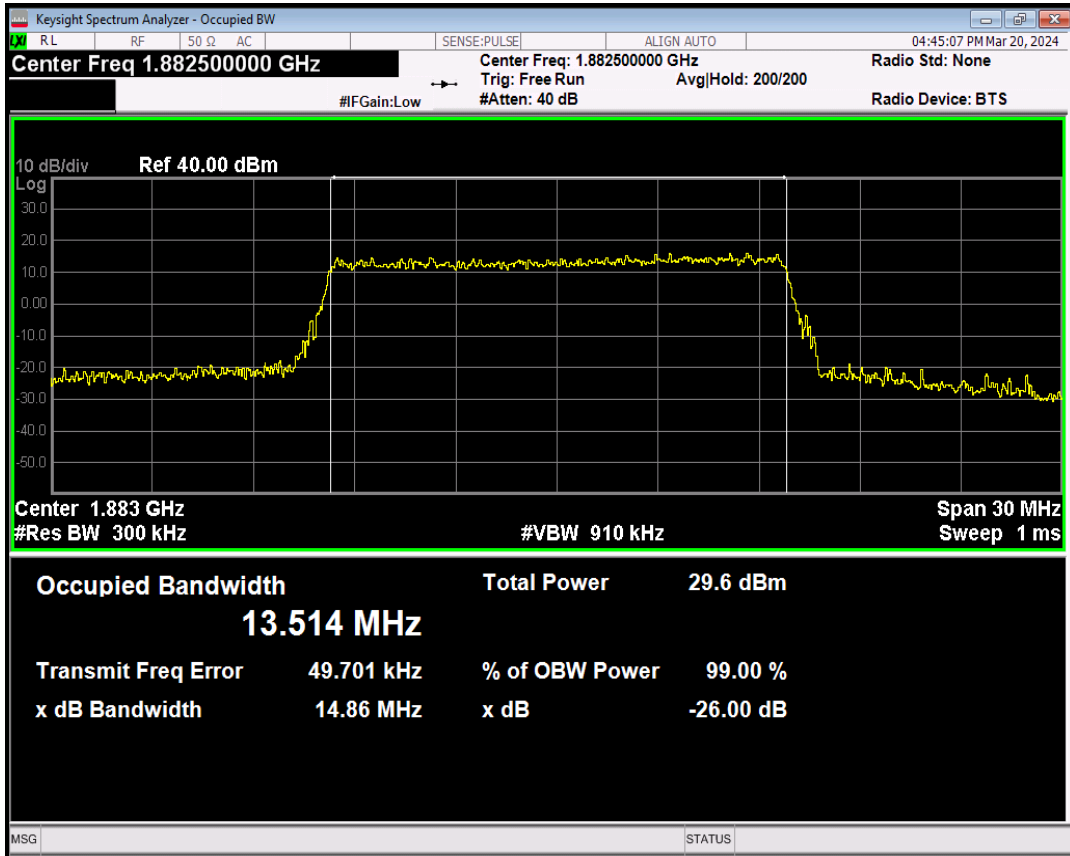 Keysight Spectrum Analyzer - Occupied BW
LXI RL RF 50 Ω AC SENSE:PULSE ALIGN AUTO 04:45:07 PM Mar 20, 2024
Center Freq 1.882500000 GHz Center Freq: 1.882500000 GHz Radio Std: None
Trig: Free Run Avg|Hold: 200/200
#IFGain:Low #Atten: 40 dB Radio Device: BTS
10 dB/div Ref 40.00 dBm
Log
30.0
20.0
10.0
0.00
-10.0
-20.0
-30.0
-40.0
-50.0
Center 1.883 GHz Span 30 MHz
#Res BW 300 kHz #VBW 910 kHz Sweep 1 ms
Occupied Bandwidth Total Power 29.6 dBm
13.514 MHz
Transmit Freq Error 49.701 kHz % of OBW Power 99.00 %
x dB Bandwidth 14.86 MHz x dB -26.00 dB
MSG STATUS